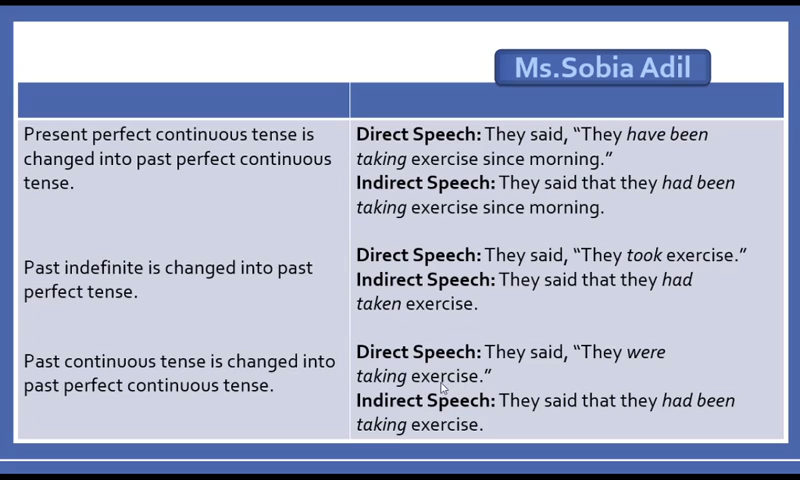 Ms.Sobia Adil
Present perfect continuous tense is
changed into past perfect continuous
tense.
Direct Speech: They said, “They have been
taking exercise since morning.”
Indirect Speech: They said that they had been
taking exercise since morning.
Past indefinite is changed into past
perfect tense.
Direct Speech: They said, “They took exercise.”
Indirect Speech: They said that they had
taken exercise.
Past continuous tense is changed into
past perfect continuous tense.
Direct Speech: They said, “They were
taking exercise.”
Indirect Speech: They said that they had been
taking exercise.